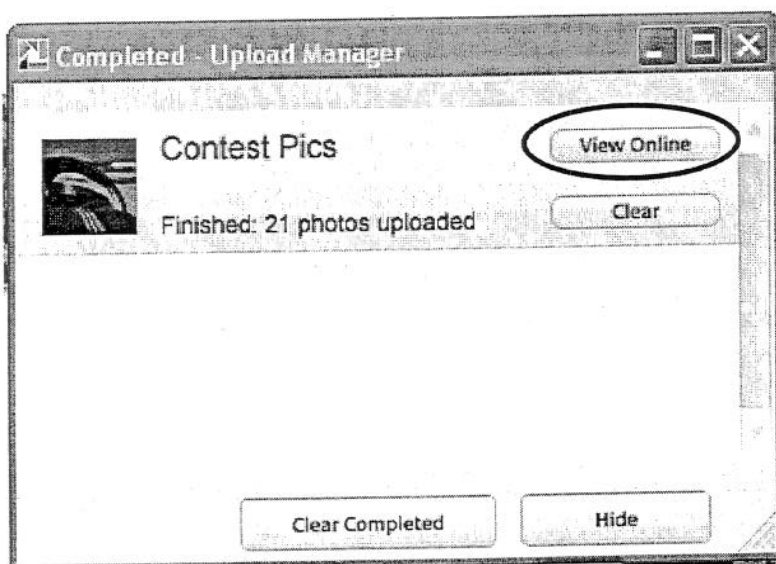 Completed - Upload Manager
Contest Pics
View Online
Finished: 21 photos uploaded
Clear
Clear Completed
Hide